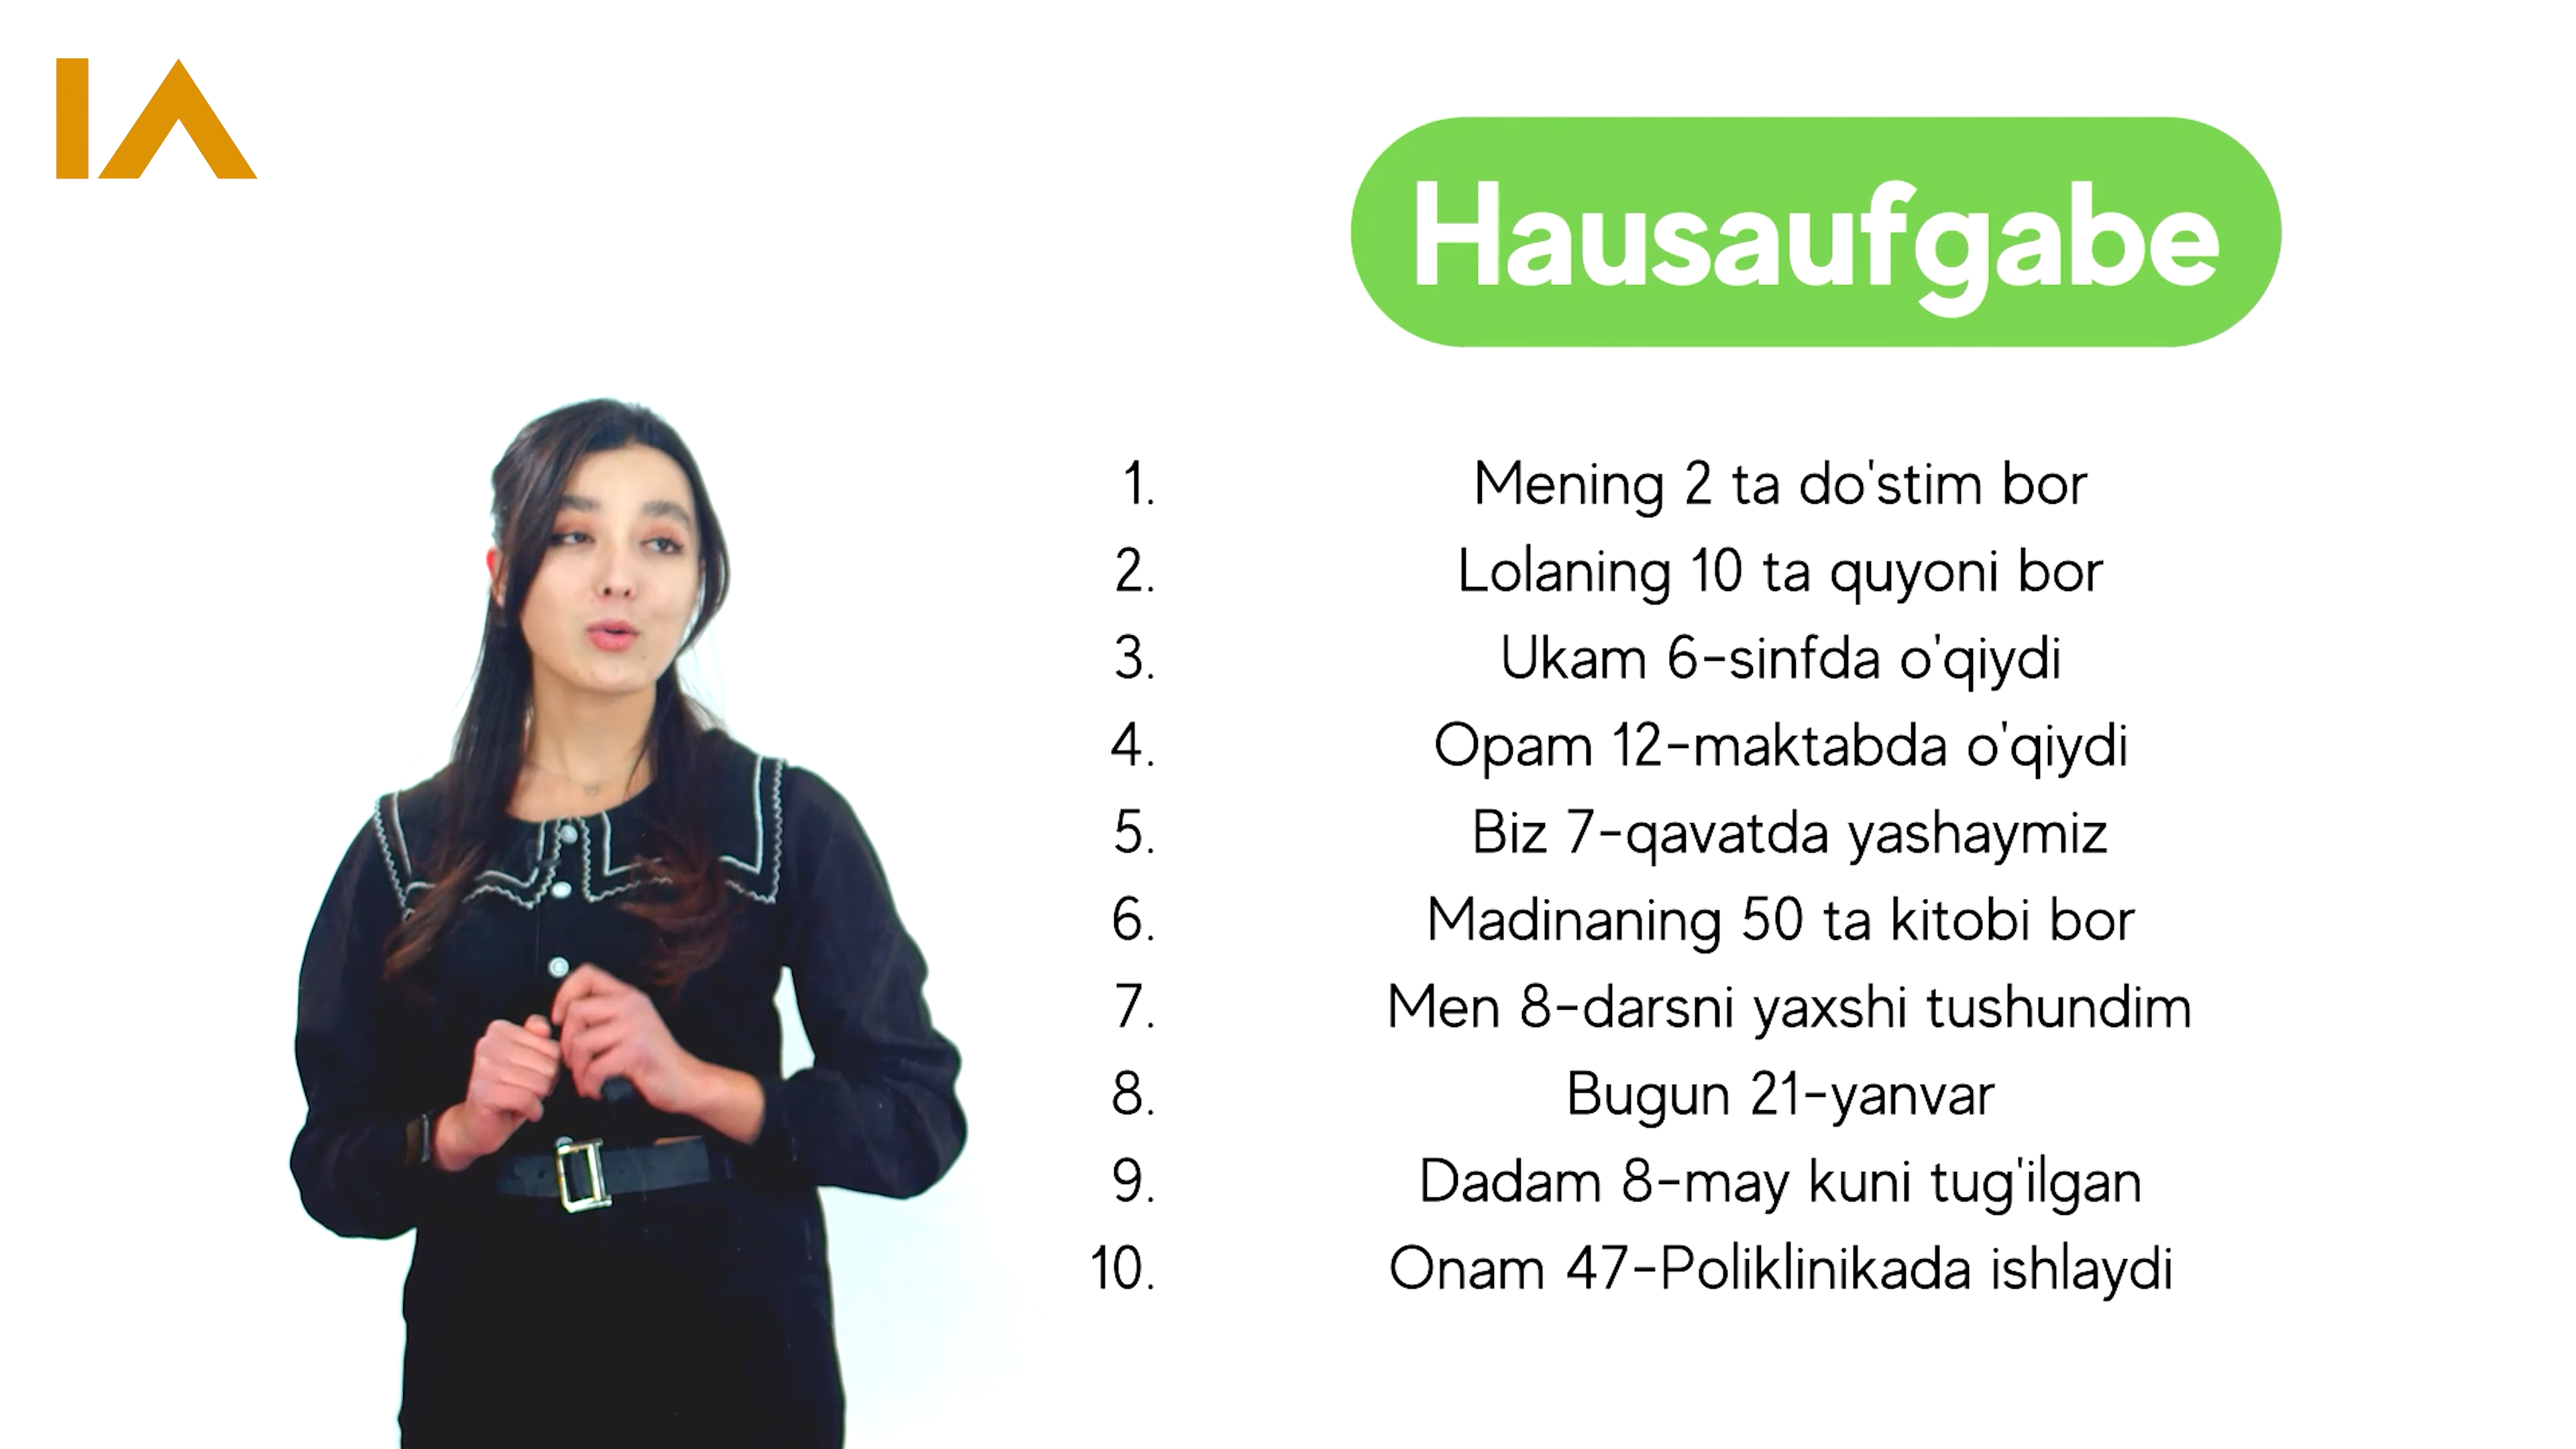 IA
Hausaufgabe
1. Mening 2 ta do'stim bor
2. Lolaning 10 ta quyoni bor
3. Ukam 6-sinfda o'qiydi
4. Opam 12-maktabda o'qiydi
5. Biz 7-qavatda yashaymiz
6. Madinaning 50 ta kitobi bor
7. Men 8-darsni yaxshi tushundim
8. Bugun 21-yanvar
9. Dadam 8-may kuni tug'ilgan
10. Onam 47-Poliklinikada ishlaydi